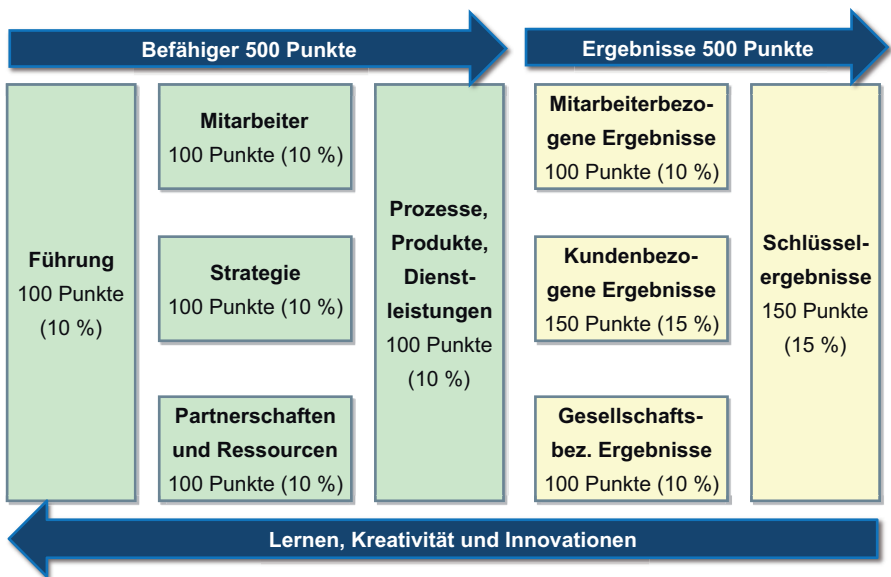 Befähiger 500 Punkte
Ergebnisse 500 Punkte
Führung
100 Punkte
(10 %)
Mitarbeiter
100 Punkte (10 %)
Strategie
100 Punkte (10 %)
Partnerschaften
und Ressourcen
100 Punkte (10 %)
Prozesse,
Produkte,
Dienst-
leistungen
100 Punkte
(10 %)
Mitarbeiterbezo-
gene Ergebnisse
100 Punkte (10 %)
Kundenbezo-
gene Ergebnisse
150 Punkte (15 %)
Gesellschafts-
bez. Ergebnisse
100 Punkte (10 %)
Schlüssel-
ergebnisse
150 Punkte
(15 %)
Lernen, Kreativität und Innovationen